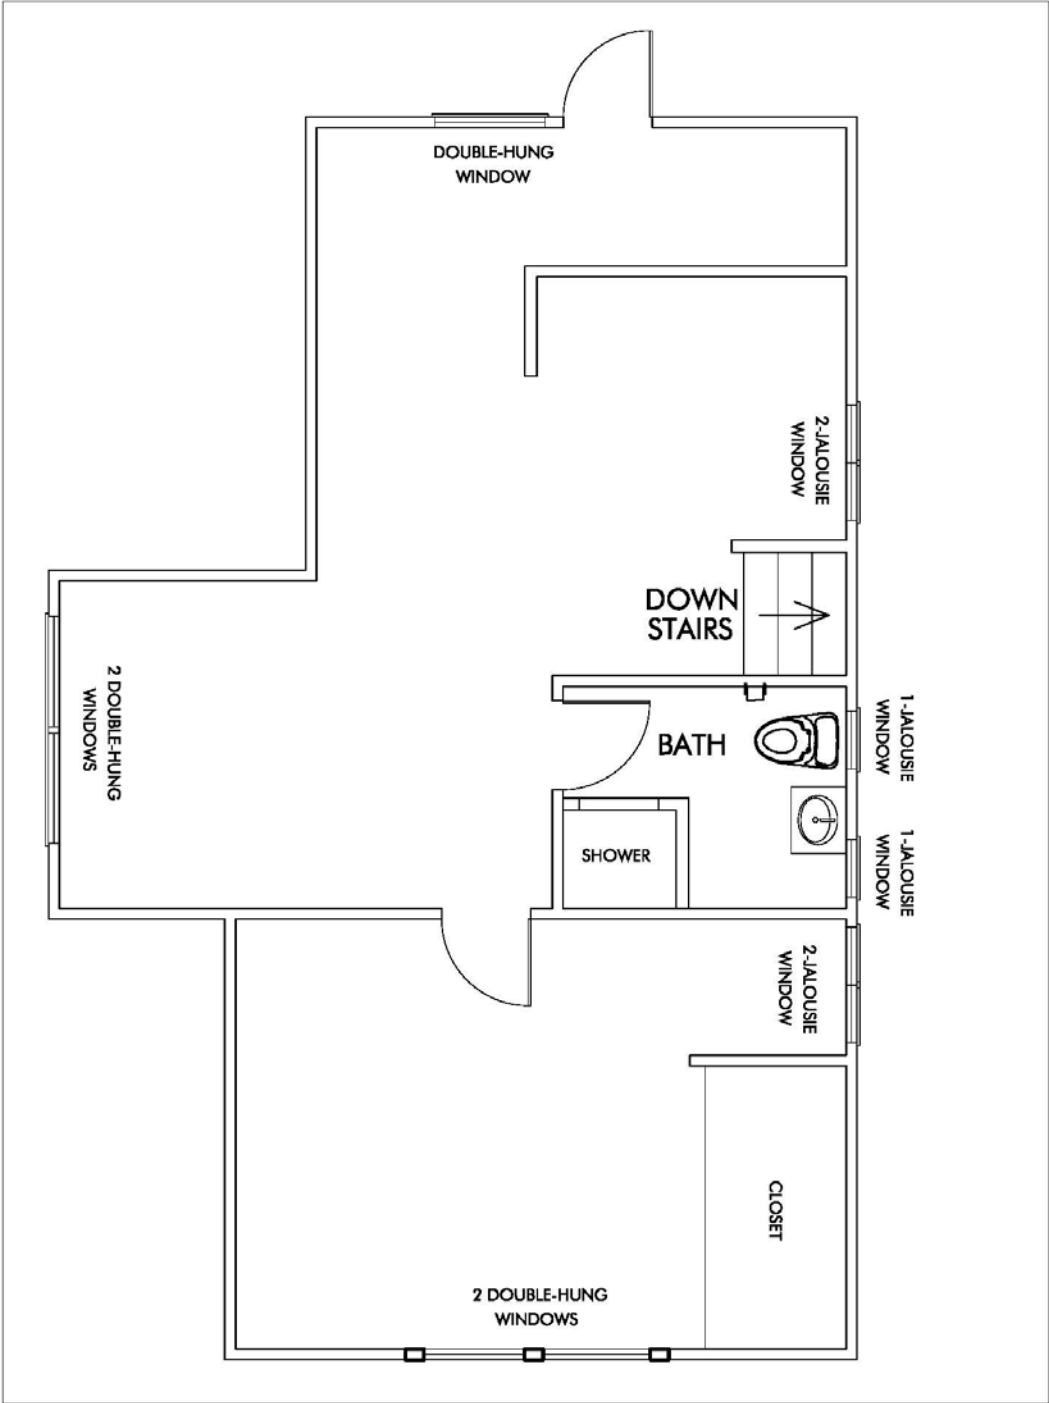 DOUBLE-HUNG
WINDOW
2-JALOUSIE
WINDOW
DOWN
STAIRS
2 DOUBLE-HUNG
WINDOWS
1-JALOUSIE
WINDOW
BATH
1-JALOUSIE
WINDOW
SHOWER
2-JALOUSIE
WINDOW
CLOSET
2 DOUBLE-HUNG
WINDOWS